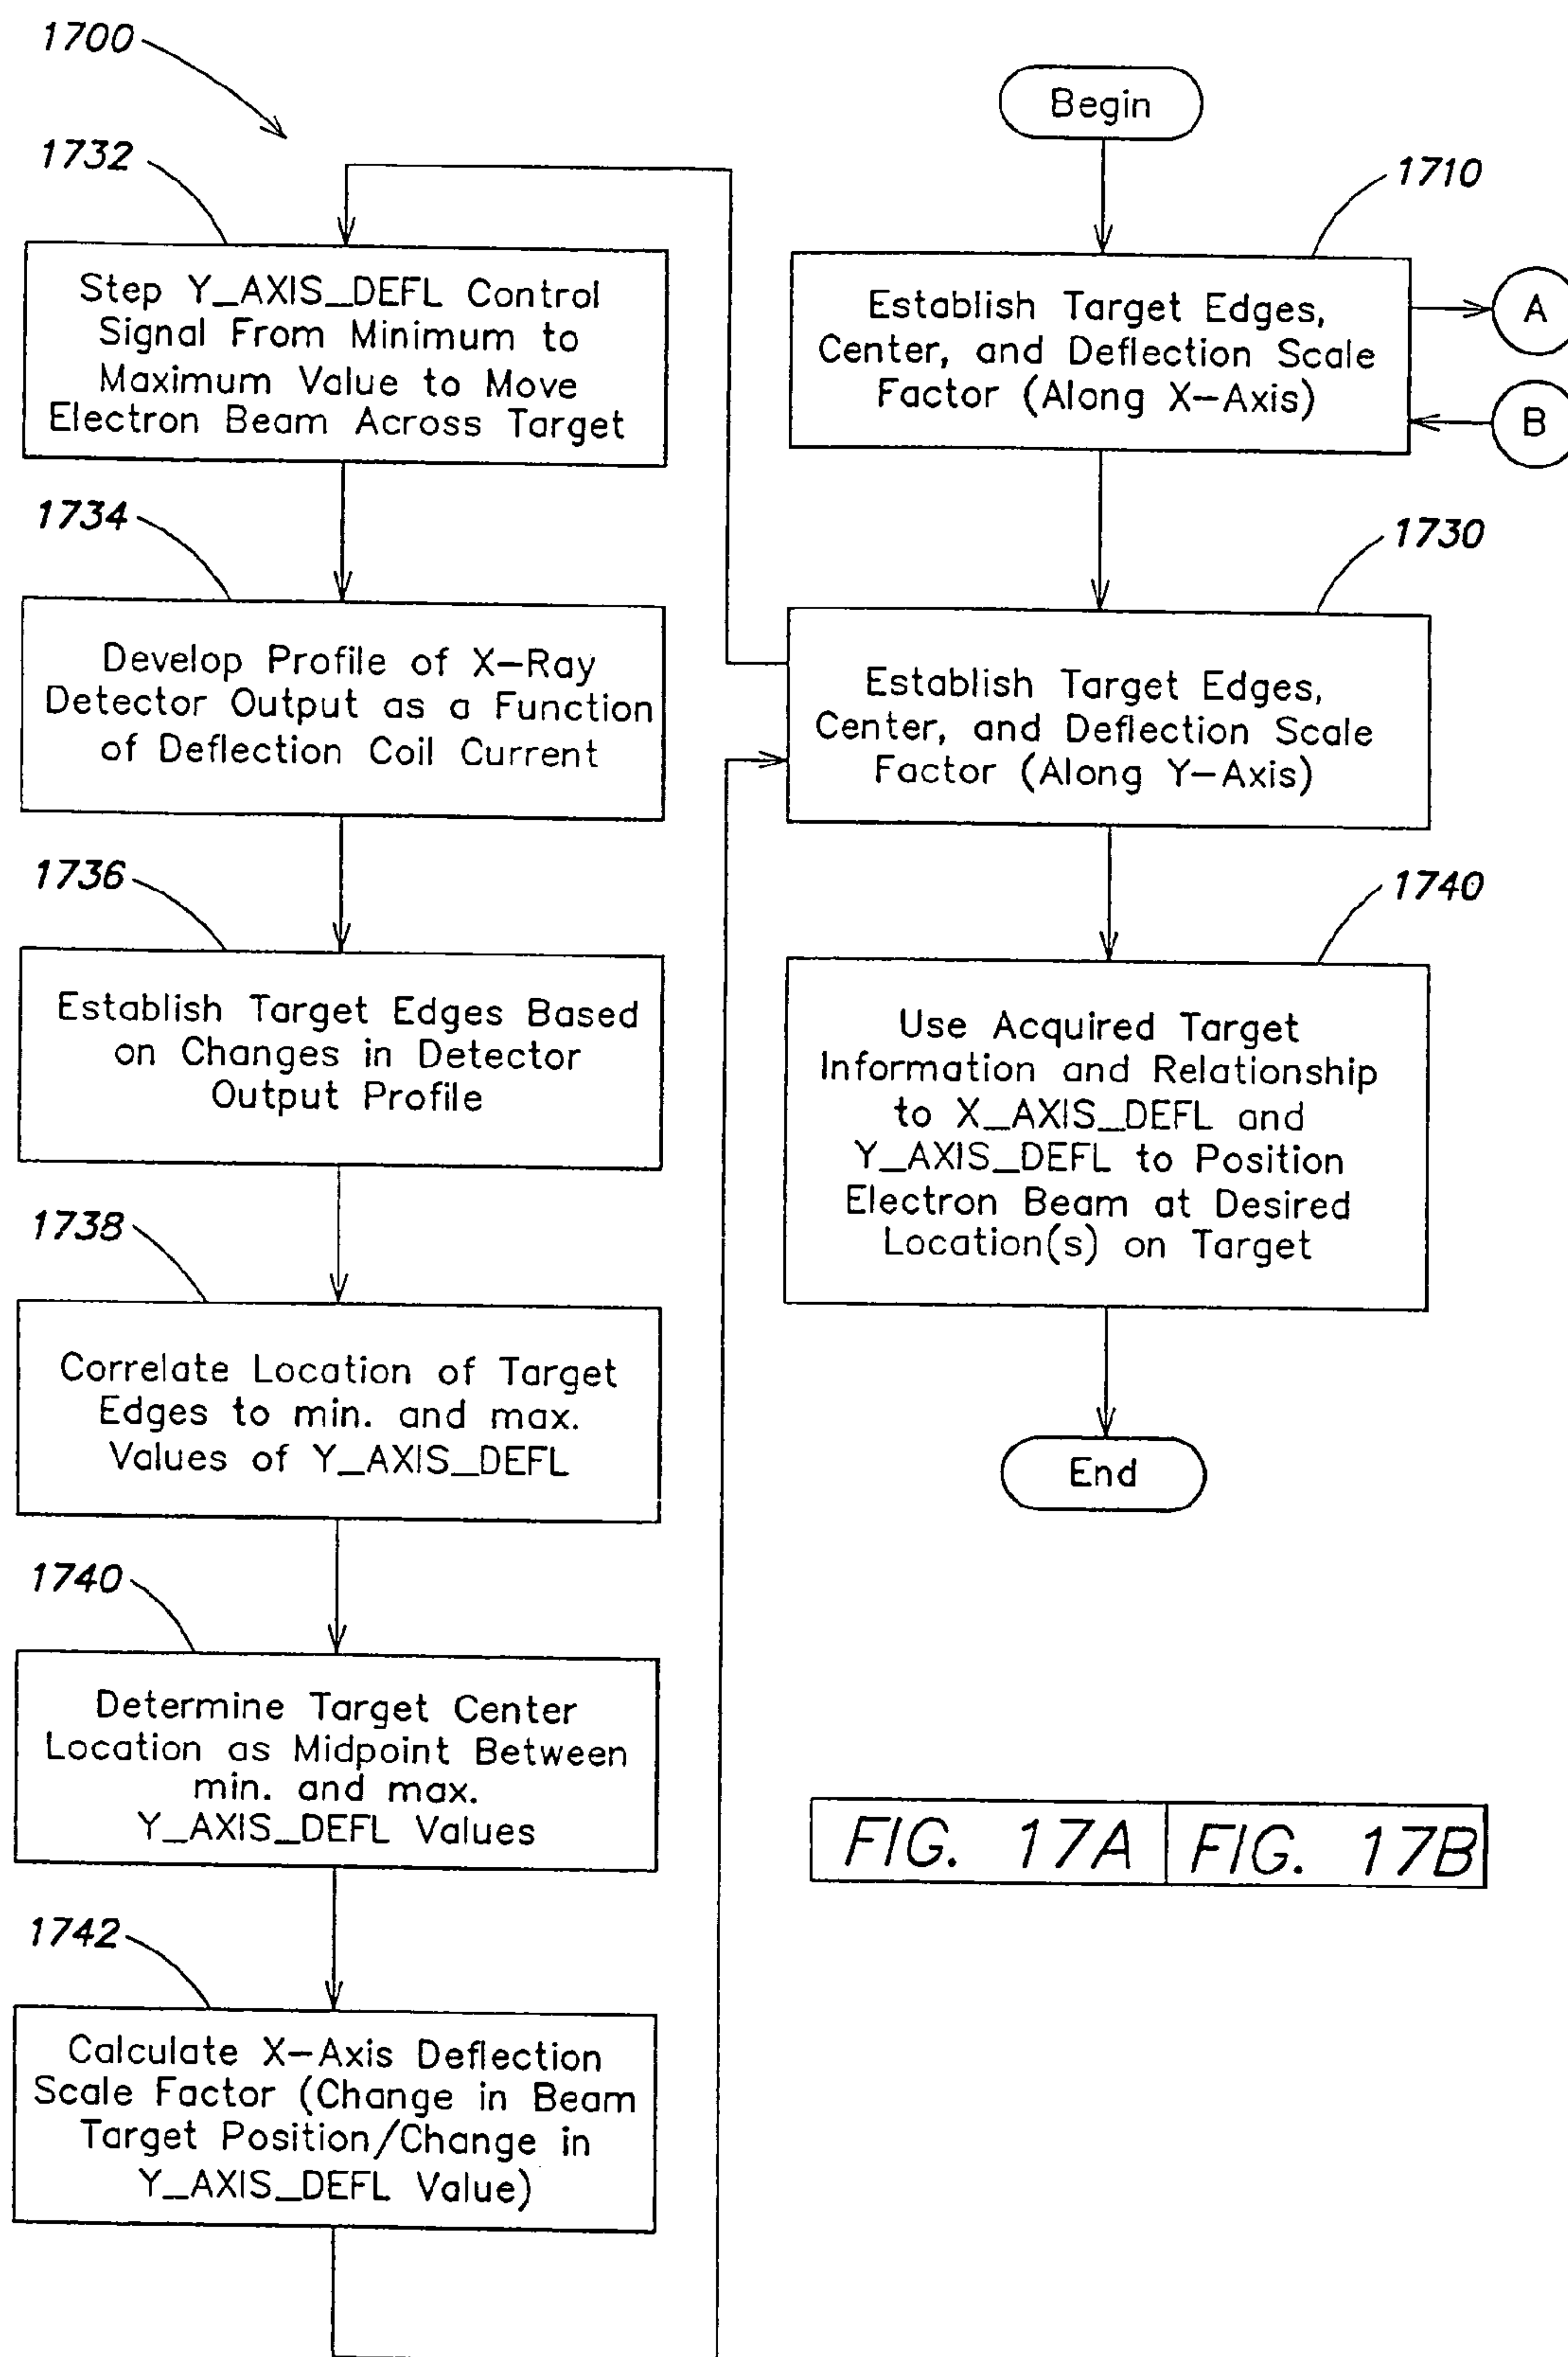 1700
1732
Step Y_AXIS_DEFL Control
Signal From Minimum to
Maximum Value to Move
Electron Beam Across Target
1734
Develop Profile of X-Ray
Detector Output as a Function
of Deflection Coil Current
1736
Establish Target Edges Based
on Changes in Detector
Output Profile
1738
Correlate Location of Target
Edges to min. and max.
Values of Y_AXIS_DEFL
1740
Determine Target Center
Location as Midpoint Between
min. and max.
Y_AXIS_DEFL Values
1742
Calculate X-Axis Deflection
Scale Factor (Change in Beam
Target Position/Change in
Y_AXIS_DEFL Value)
Begin
1710
Establish Target Edges,
Center, and Deflection Scale
Factor (Along X-Axis)
A
B
1730
Establish Target Edges,
Center, and Deflection Scale
Factor (Along Y-Axis)
1740
Use Acquired Target
Information and Relationship
to X_AXIS_DEFL and
Y_AXIS_DEFL to Position
Electron Beam at Desired
Location(s) on Target
End
FIG. 17A
FIG. 17B